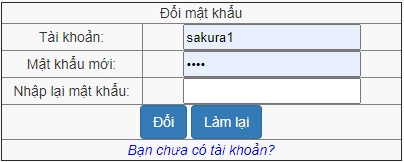 Đổi mật khẩu
Tài khoản: sakura1
Mật khẩu mới: ••••
Nhập lại mật khẩu:
Đổi Làm lại
Bạn chưa có tài khoản?